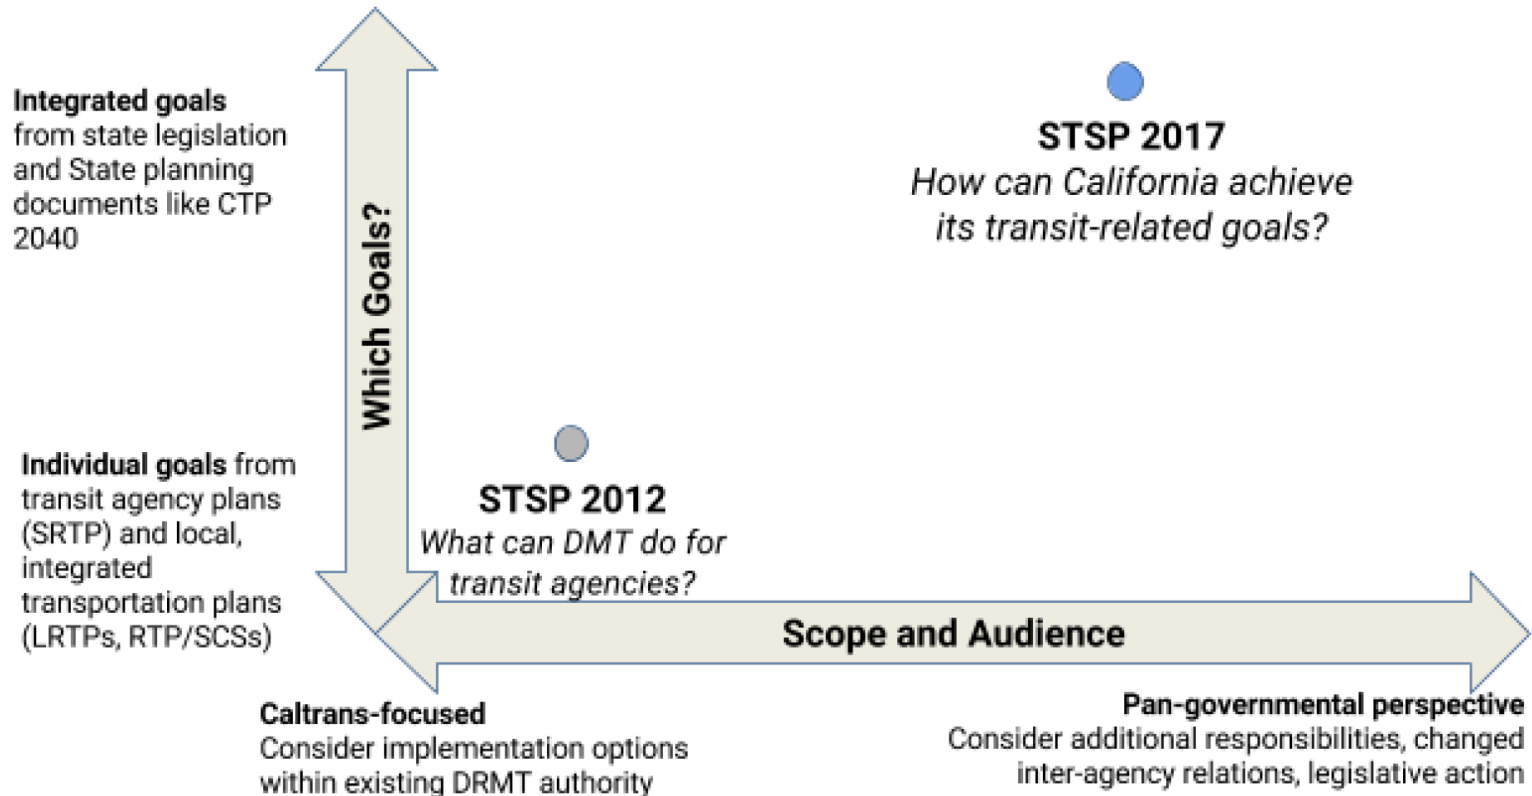 Integrated goals
from state legislation
and State planning
documents like CTP
2040
Which Goals?
STSP 2017
How can California achieve
its transit-related goals?
Individual goals from
transit agency plans
(SRTP) and local,
integrated
transportation plans
(LRTPs, RTP/SCSs)
STSP 2012
What can DMT do for
transit agencies?
Scope and Audience
Caltrans-focused
Consider implementation options
within existing DRMT authority
Pan-governmental perspective
Consider additional responsibilities, changed
inter-agency relations, legislative action